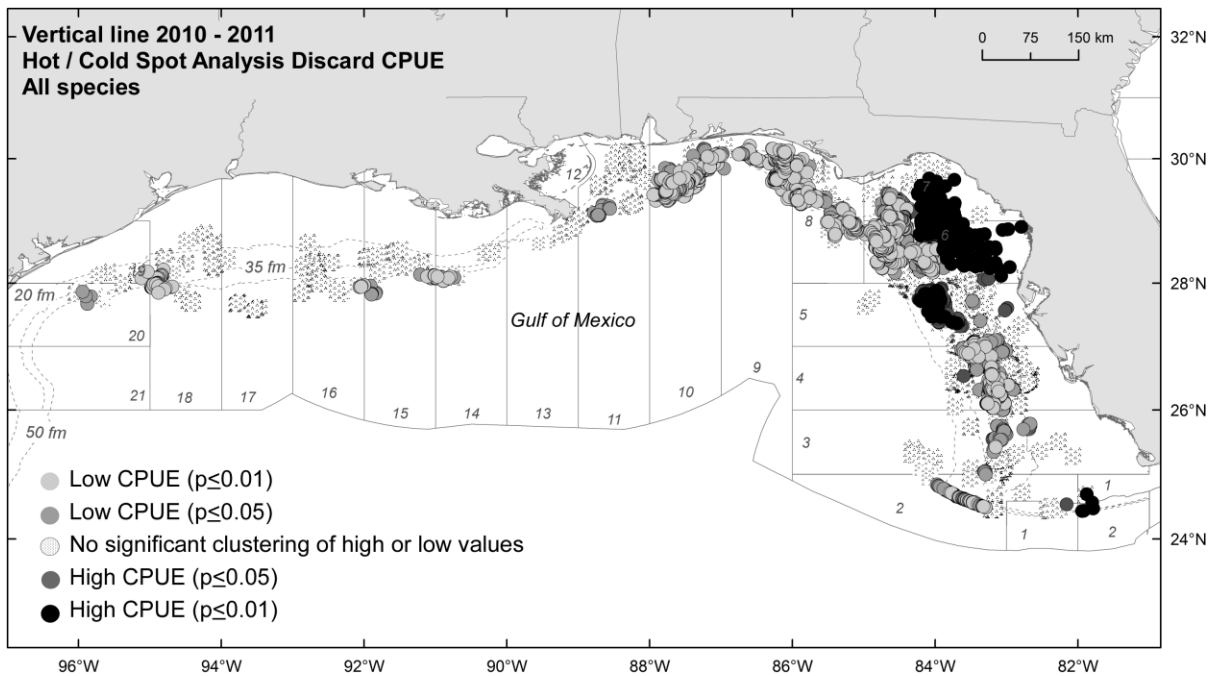 Vertical line 2010 - 2011
Hot / Cold Spot Analysis Discard CPUE
All species
0 75 150 km
32°N
30°N
28°N
26°N
24°N
12
7
6
8
19
35 fm
20 fm
5
Gulf of Mexico
20
9
4
10
21 18 17 16 15 14 13 11
50 fm
3
1
2
1 2
Low CPUE (p≤0.01)
Low CPUE (p≤0.05)
No significant clustering of high or low values
High CPUE (p≤0.05)
High CPUE (p≤0.01)
96°W 94°W 92°W 90°W 88°W 86°W 84°W 82°W